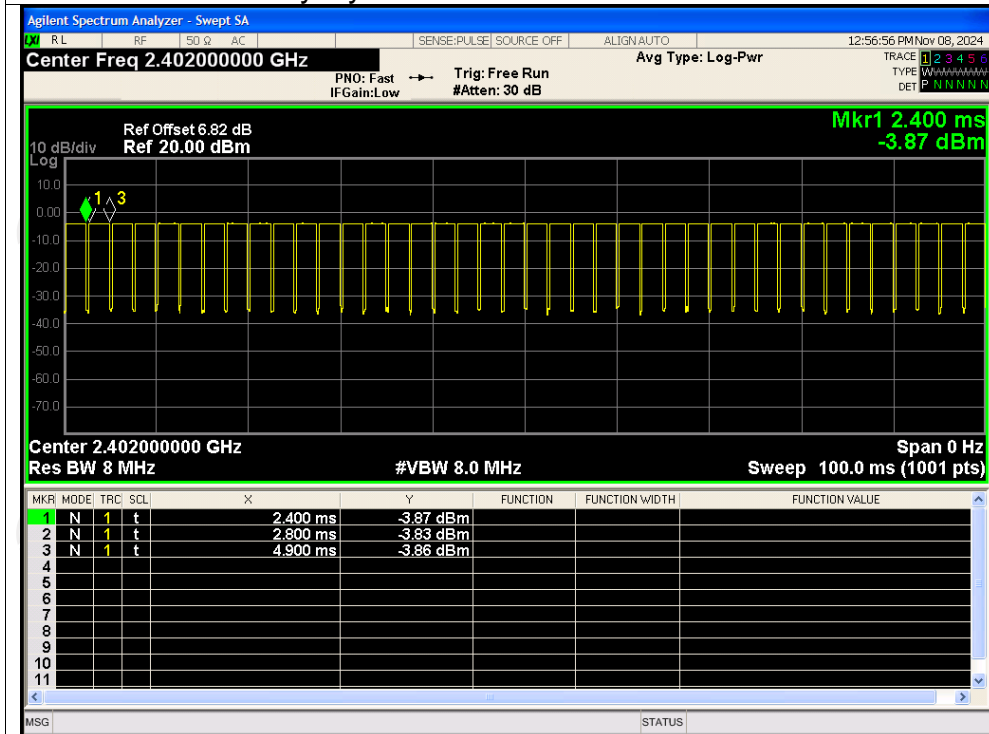 Agilent Spectrum Analyzer - Swept SA
LXI RL RF 50 Ω AC SENSE:PULSE SOURCE OFF ALIGN AUTO 12:56:56 PM Nov 08, 2024
Center Freq 2.402000000 GHz
PNO: Fast
IFGain:Low
Trig: Free Run
#Atten: 30 dB
Avg Type: Log-Pwr
TRACE 1 2 3 4 5 6
TYPE WWWWWW
DET P N N N N N
Mkr1 2.400 ms
-3.87 dBm
Ref Offset 6.82 dB
10 dB/div Ref 20.00 dBm
Log
10.0
0.00
-10.0
-20.0
-30.0
-40.0
-50.0
-60.0
-70.0
1 3
Center 2.402000000 GHz Span 0 Hz
Res BW 8 MHz #VBW 8.0 MHz Sweep 100.0 ms (1001 pts)
MKR MODE TRC SCL X Y FUNCTION FUNCTION WIDTH FUNCTION VALUE
1 N 1 t 2.400 ms -3.87 dBm
2 N 1 t 2.800 ms -3.83 dBm
3 N 1 t 4.900 ms -3.86 dBm
4
5
6
7
8
9
10
11
MSG STATUS